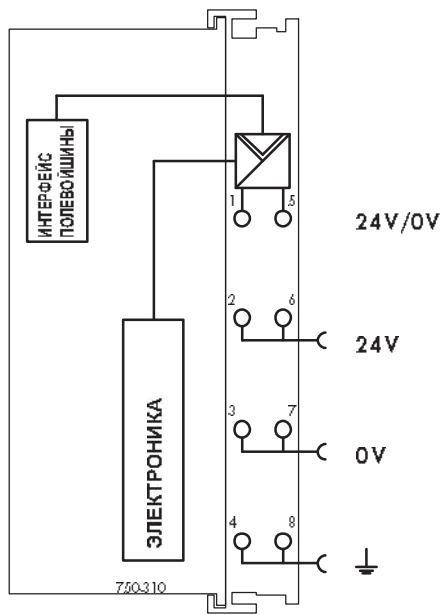 ИНТЕРФЕЙС
ПОЛЕВОЙШИНЫ
1
5
24V/0V
2
6
24V
3
7
0V
4
8
ЭЛЕКТРОНИКА
750-310